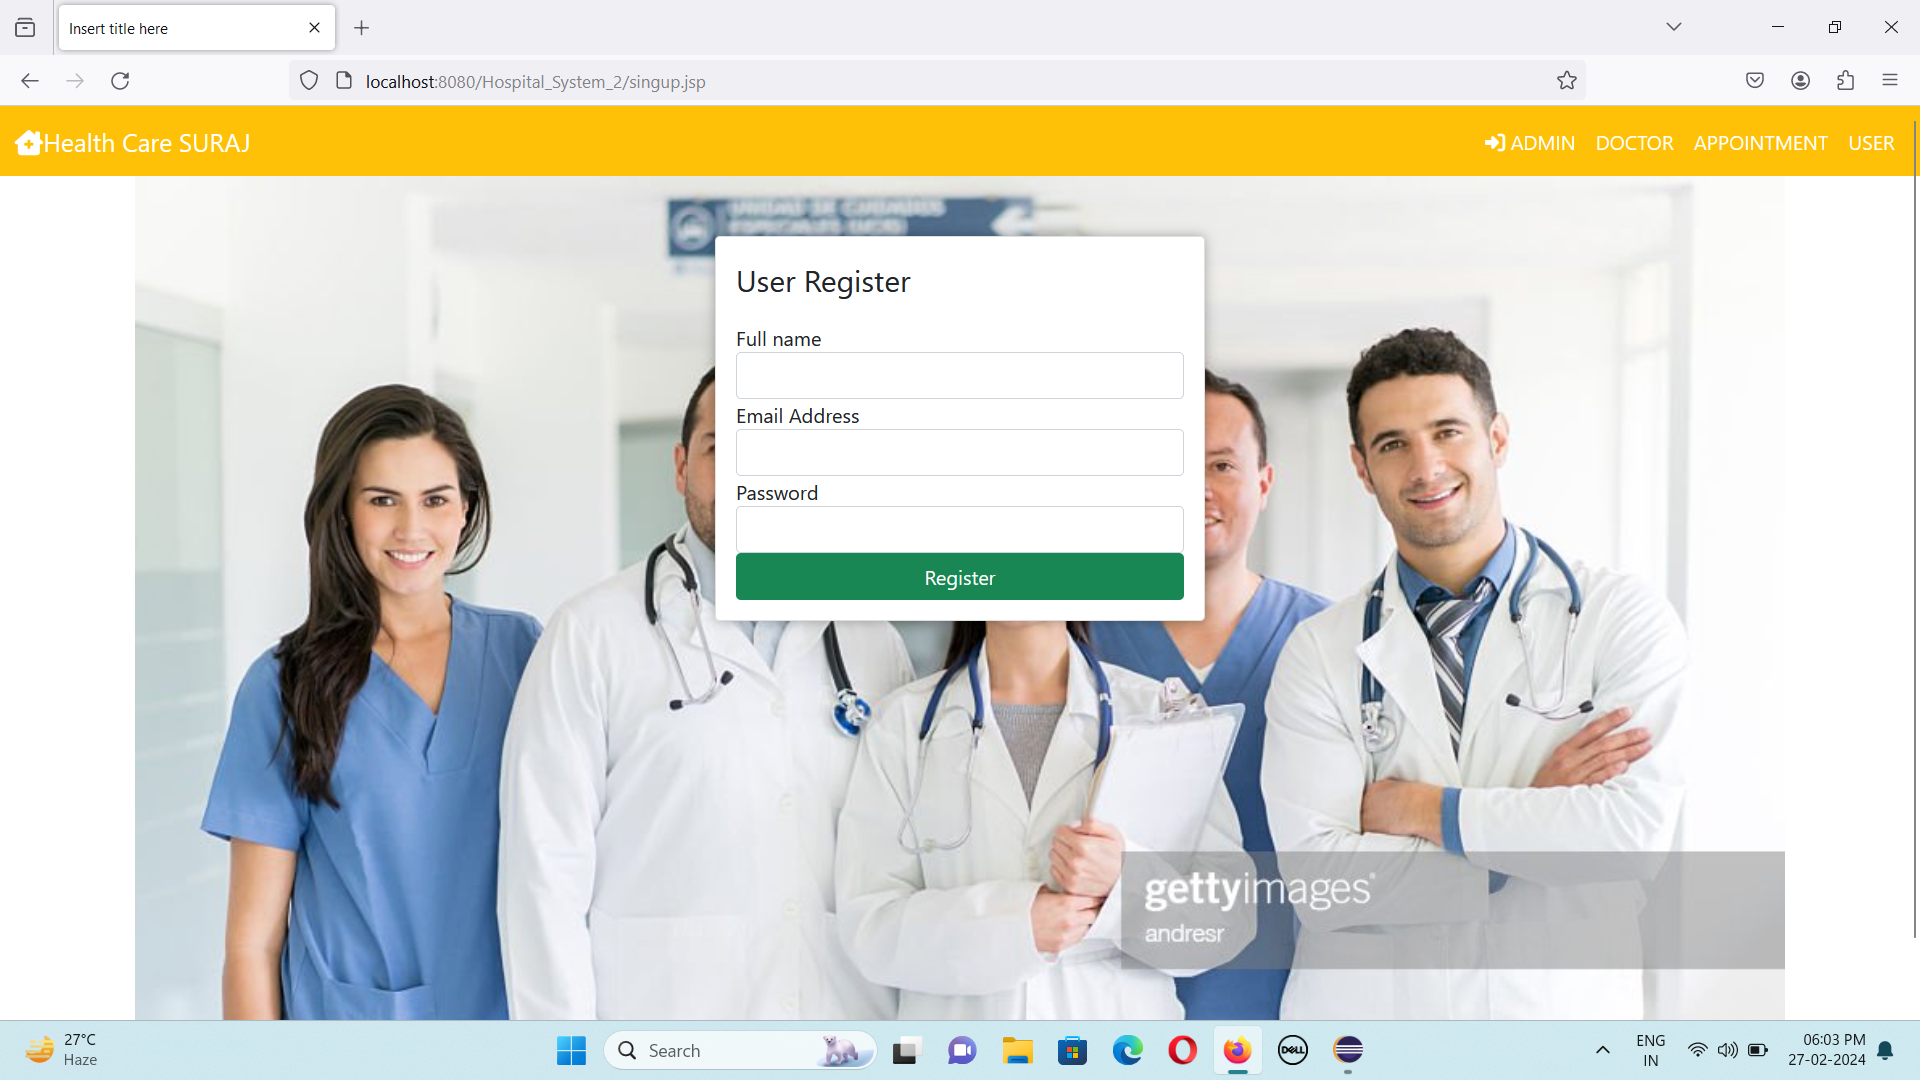 Insert title here
localhost:8080/Hospital_System_2/singup.jsp
Health Care SURAJ
ADMIN DOCTOR APPOINTMENT USER
User Register
Full name
Email Address
Password
Register
gettyimages®
andresr
27°C
Haze
Search
DELL
ENG
IN
06:03 PM
27-02-2024